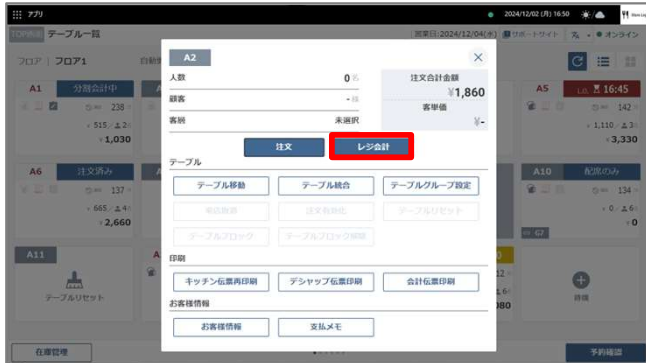 アプリ
2024/12/02 (月) 16:50
テーブル一覧
営業日:2024/12/04(水)
サポートサイト
オンライン
フロア
フロア1
A1
分割会計中
238
515
2
1,030
A6
注文済み
137
665
4
2,660
A11
テーブルリセット
A2
×
人数
0 名
顧客
- 様
客層
未選択
注文合計金額
¥1,860
客単価
¥-
注文
レジ会計
テーブル
テーブル移動
テーブル統合
テーブルグループ設定
テーブルリセット
テーブルブロック
テーブルブロック解除
印刷
キッチン伝票再印刷
デシャップ伝票印刷
会計伝票印刷
お客様情報
お客様情報
支払メモ
A5
L.O.
16:45
142
1,110
3
3,330
A10
配席のみ
134
0
6
0
G7
待機
在庫管理
予約確認